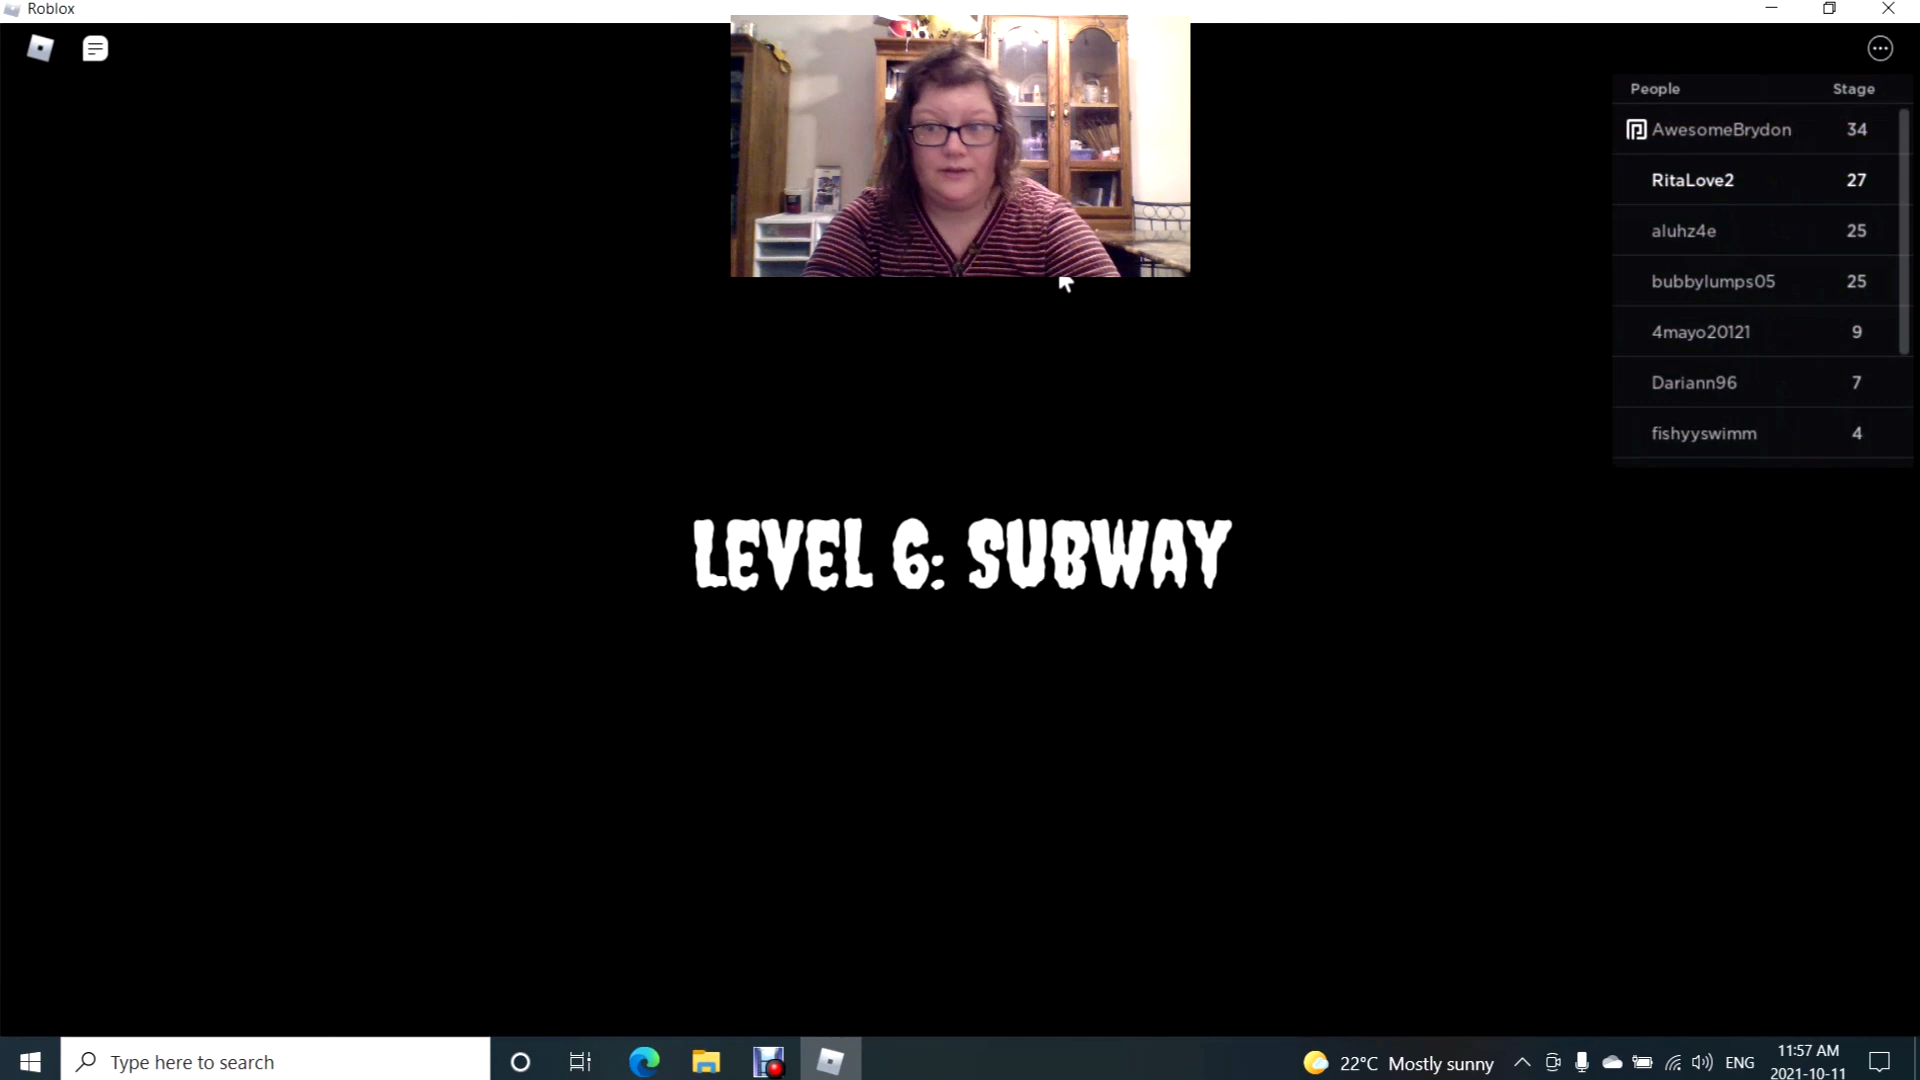 Roblox
People Stage
AwesomeBrydon 34
RitaLove2 27
aluhz4e 25
bubbylumps05 25
4mayo20121 9
Dariann96 7
fishyyswimm 4
LEVEL 6: SUBWAY
Type here to search
22°C Mostly sunny
ENG
11:57 AM
2021-10-11